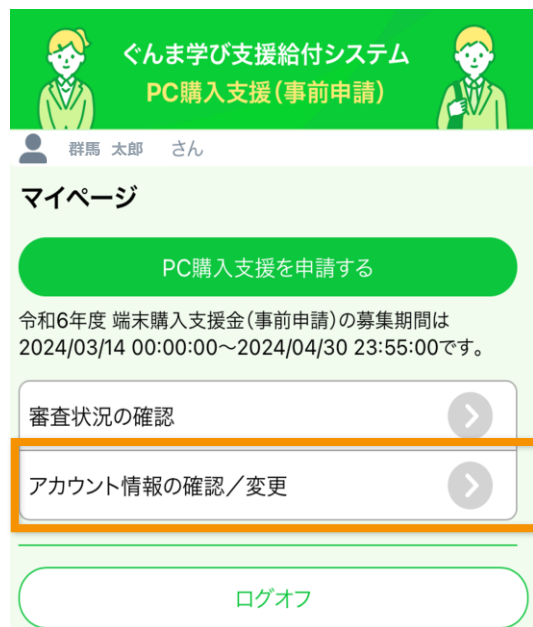 ぐんま学び支援給付システム
PC購入支援（事前申請）
群馬 太郎 さん
マイページ
PC購入支援を申請する
令和6年度 端末購入支援金（事前申請）の募集期間は
2024/03/14 00:00:00～2024/04/30 23:55:00です。
審査状況の確認
アカウント情報の確認／変更
ログオフ